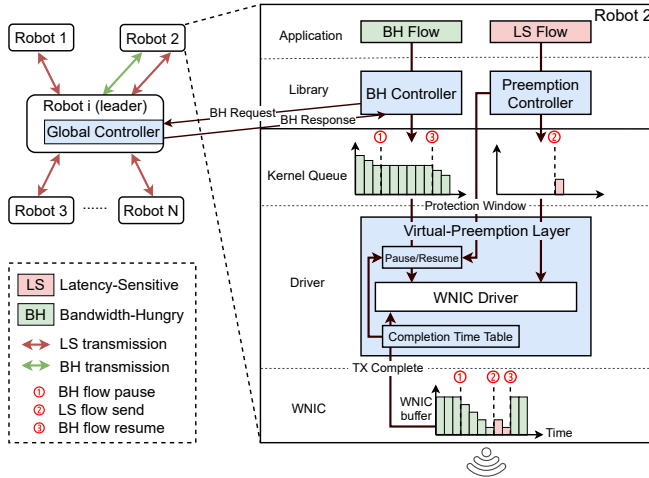 Robot 1
Robot 2
Robot i (leader)
Global Controller
BH Request
BH Response
Robot 3
......
Robot N
LS
Latency-Sensitive
BH
Bandwidth-Hungry
LS transmission
BH transmission
① BH flow pause
② LS flow send
③ BH flow resume
Robot 2
Application
BH Flow
LS Flow
Library
BH Controller
Preemption
Controller
① ③
②
Kernel Queue
Protection Window
Virtual-Preemption Layer
Pause/Resume
Driver
WNIC Driver
Completion Time Table
TX Complete
① ② ③
WNIC
WNIC
buffer
Time